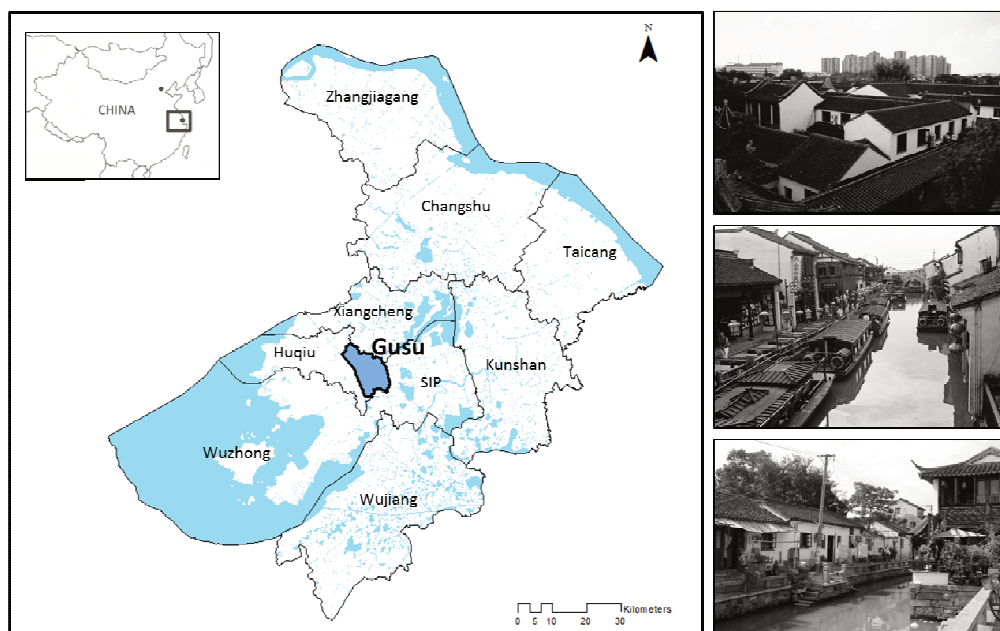 CHINA
N
Zhangjiagang
Changshu
Taicang
Xiangcheng
Gusu
Huqiu
Kunshan
SIP
Wuzhong
Wujiang
Kilometers
0 5 10 20 30